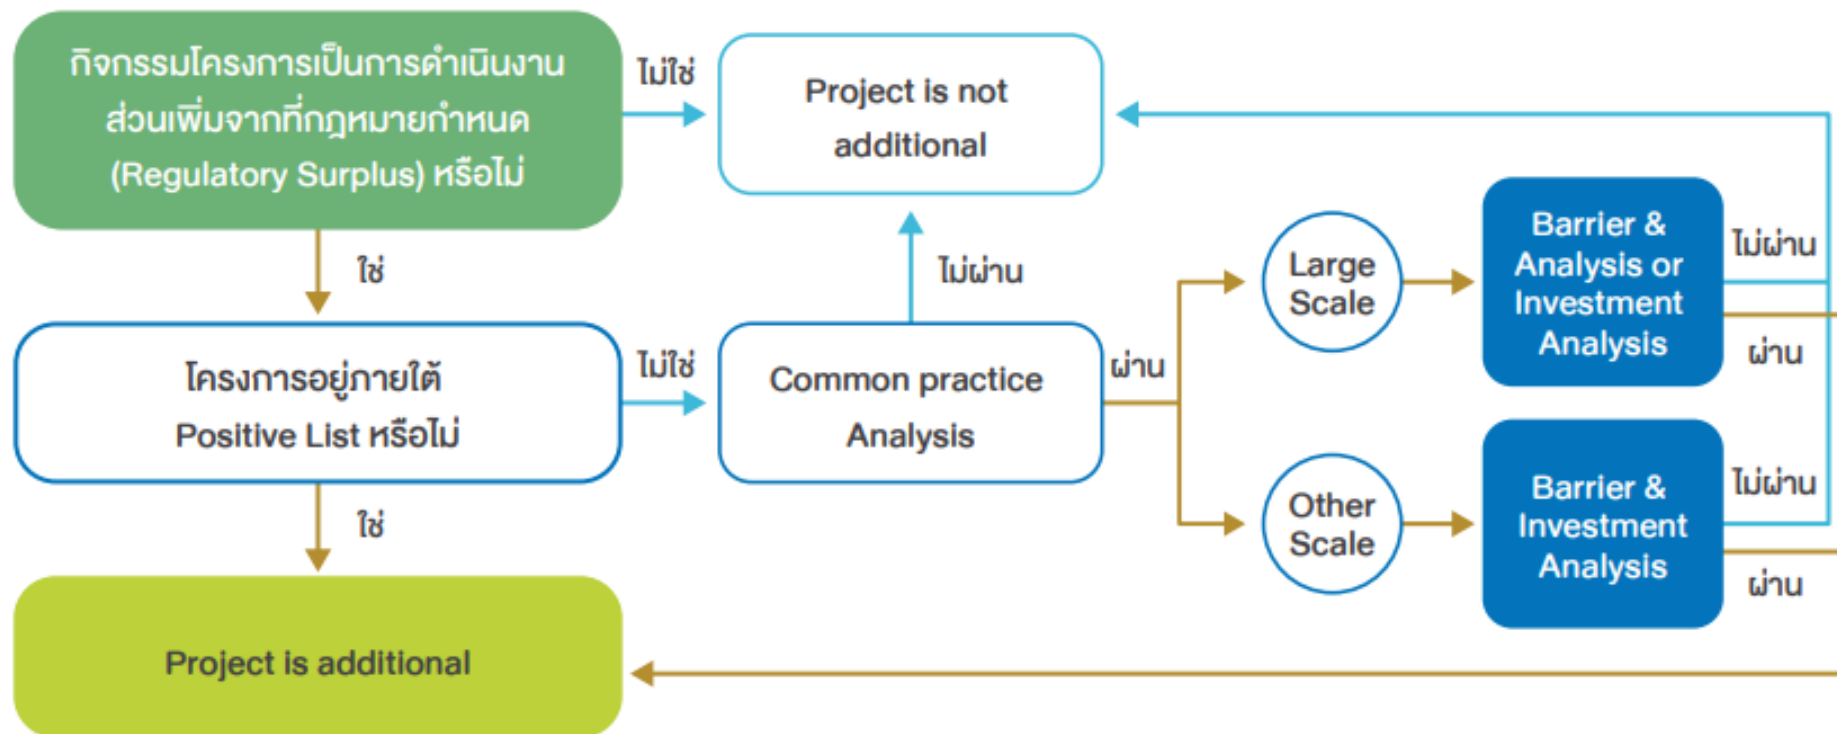 กิจกรรมโครงการเป็นการดำเนินงาน
ส่วนเพิ่มจากที่กฎหมายกำหนด
(Regulatory Surplus) หรือไม่
ไม่ใช่
Project is not
additional
ใช่
ไม่ผ่าน
Large
Scale
Barrier &
Analysis or
Investment
Analysis
ไม่ผ่าน
ผ่าน
โครงการอยู่ภายใต้
Positive List หรือไม่
ไม่ใช่
Common practice
Analysis
ผ่าน
Other
Scale
Barrier &
Investment
Analysis
ไม่ผ่าน
ผ่าน
ใช่
Project is additional